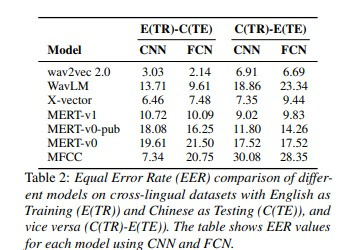 E(TR)-C(TE) C(TR)-E(TE)
Model CNN FCN CNN FCN
wav2vec 2.0 3.03 2.14 6.91 6.69
WavLM 13.71 9.61 18.86 23.34
X-vector 6.46 7.48 7.35 9.44
MERT-v1 10.72 10.09 9.02 9.83
MERT-v0-pub 18.08 16.25 11.80 14.26
MERT-v0 19.61 21.50 17.52 17.52
MFCC 7.34 20.75 30.08 28.35
Table 2: Equal Error Rate (EER) comparison of differ-
ent models on cross-lingual datasets with English as
Training (E(TR)) and Chinese as Testing (C(TE)), and
vice versa (C(TR)-E(TE)). The table shows EER values
for each model using CNN and FCN.